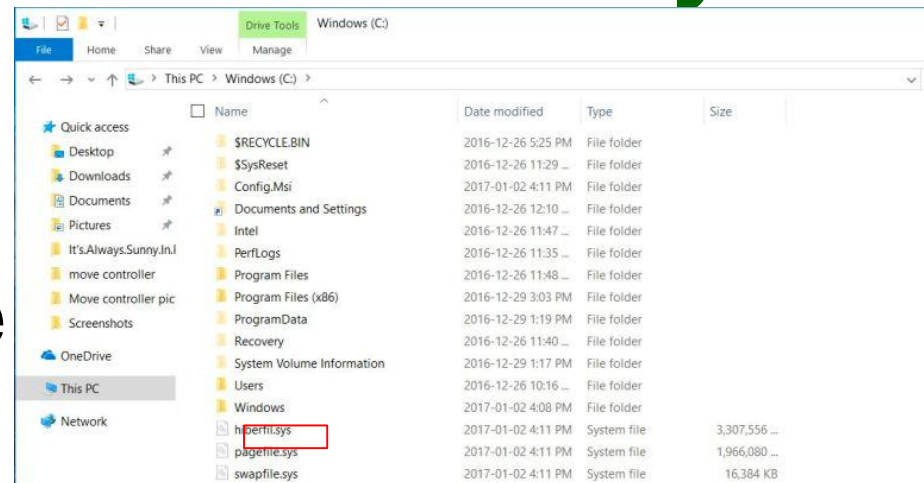 Drive Tools Windows (C:)
File Home Share View Manage
This PC > Windows (C:) >
Name Date modified Type Size
Quick access
Desktop
Downloads
Documents
Pictures
It's.Always.Sunny.In.I
move controller
Move controller pic
Screenshots
OneDrive
This PC
Network
$RECYCLE.BIN 2016-12-26 5:25 PM File folder
$SysReset 2016-12-26 11:29 ... File folder
Config.Msi 2017-01-02 4:11 PM File folder
Documents and Settings 2016-12-26 12:10 ... File folder
Intel 2016-12-26 11:47 ... File folder
PerfLogs 2016-12-26 11:35 ... File folder
Program Files 2016-12-26 11:48 ... File folder
Program Files (x86) 2016-12-29 3:03 PM File folder
ProgramData 2016-12-29 1:19 PM File folder
Recovery 2016-12-26 11:40 ... File folder
System Volume Information 2016-12-29 1:17 PM File folder
Users 2016-12-26 10:16 ... File folder
Windows 2017-01-02 4:08 PM File folder
hiberfil.sys 2017-01-02 4:11 PM System file 3,307,556 ...
pagefile.sys 2017-01-02 4:11 PM System file 1,966,080 ...
swapfile.sys 2017-01-02 4:11 PM System file 16,384 KB
e